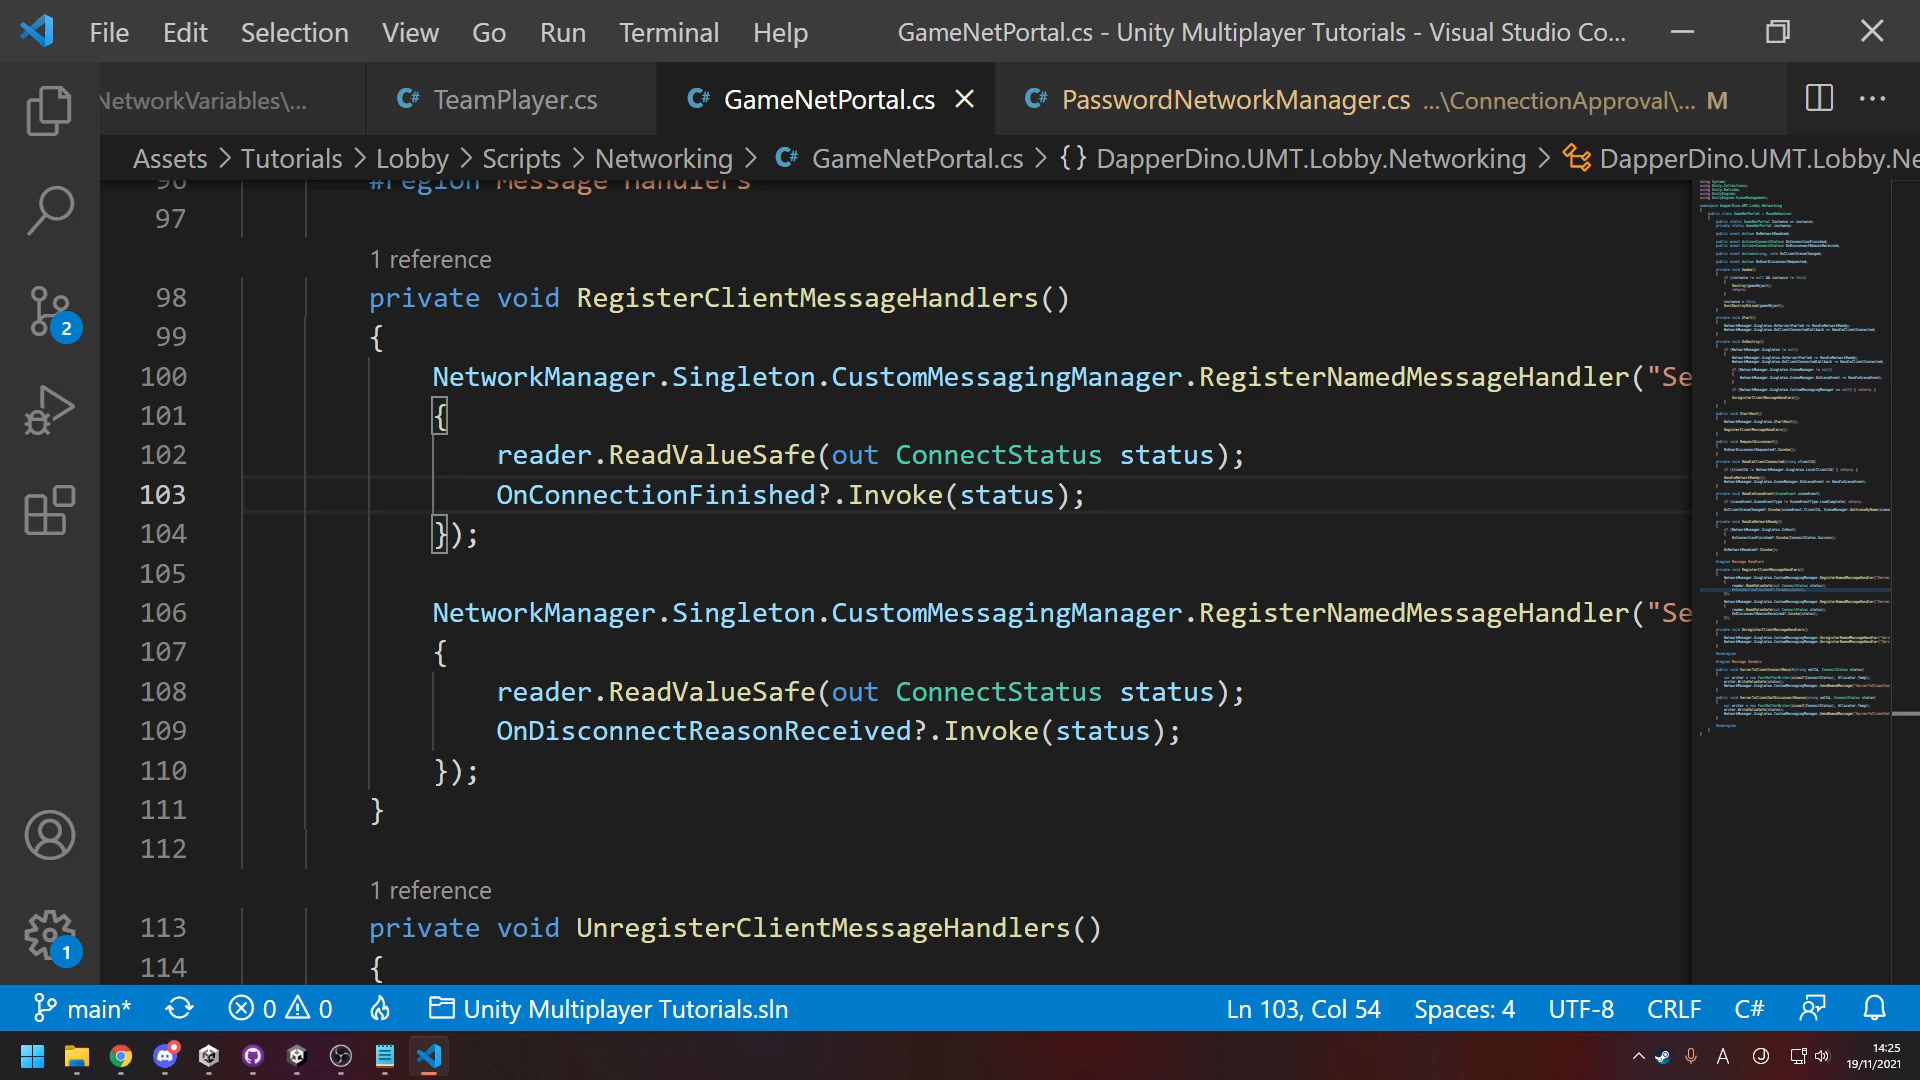 File Edit Selection View Go Run Terminal Help GameNetPortal.cs - Unity Multiplayer Tutorials - Visual Studio Co...
NetworkVariables\... C# TeamPlayer.cs C# GameNetPortal.cs C# PasswordNetworkManager.cs ...\ConnectionApproval\... M
Assets > Tutorials > Lobby > Scripts > Networking > C# GameNetPortal.cs > {} DapperDino.UMT.Lobby.Networking > DapperDino.UMT.Lobby.Ne
96 #region Message Handlers
97
1 reference
98 private void RegisterClientMessageHandlers()
99 {
100 NetworkManager.Singleton.CustomMessagingManager.RegisterNamedMessageHandler("Se
101 {
102 reader.ReadValueSafe(out ConnectStatus status);
103 OnConnectionFinished?.Invoke(status);
104 });
105
106 NetworkManager.Singleton.CustomMessagingManager.RegisterNamedMessageHandler("Se
107 {
108 reader.ReadValueSafe(out ConnectStatus status);
109 OnDisconnectReasonReceived?.Invoke(status);
110 });
111 }
112
1 reference
113 private void UnregisterClientMessageHandlers()
114 {
2
1
main* 0 0 Unity Multiplayer Tutorials.sln Ln 103, Col 54 Spaces: 4 UTF-8 CRLF C#
A 14:25
19/11/2021